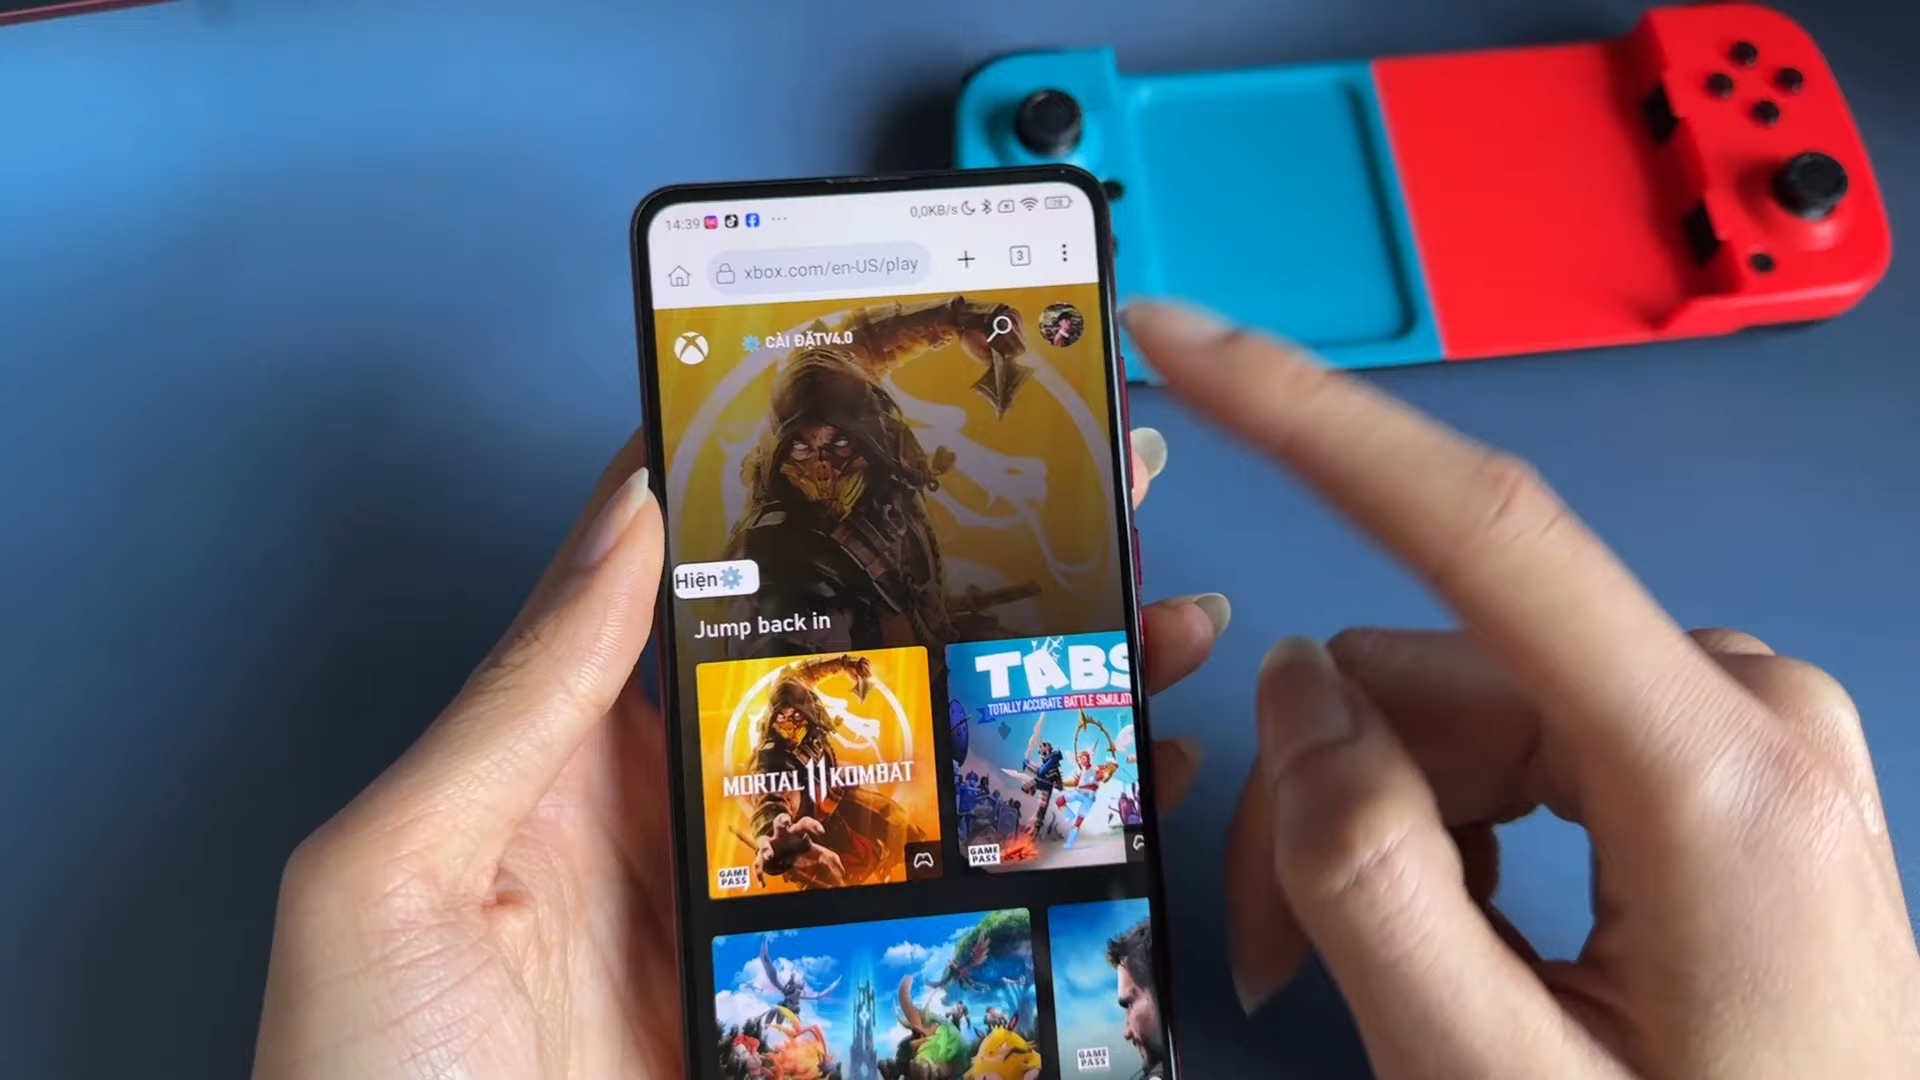 14:39
0,0KB/s
xbox.com/en-US/play
3
CÀI ĐẶTV4.0
Hiện
Jump back in
MORTAL 11 KOMBAT
GAME
PASS
TABS
TOTALLY ACCURATE BATTLE SIMULAT
GAME
PASS
GAME
PASS